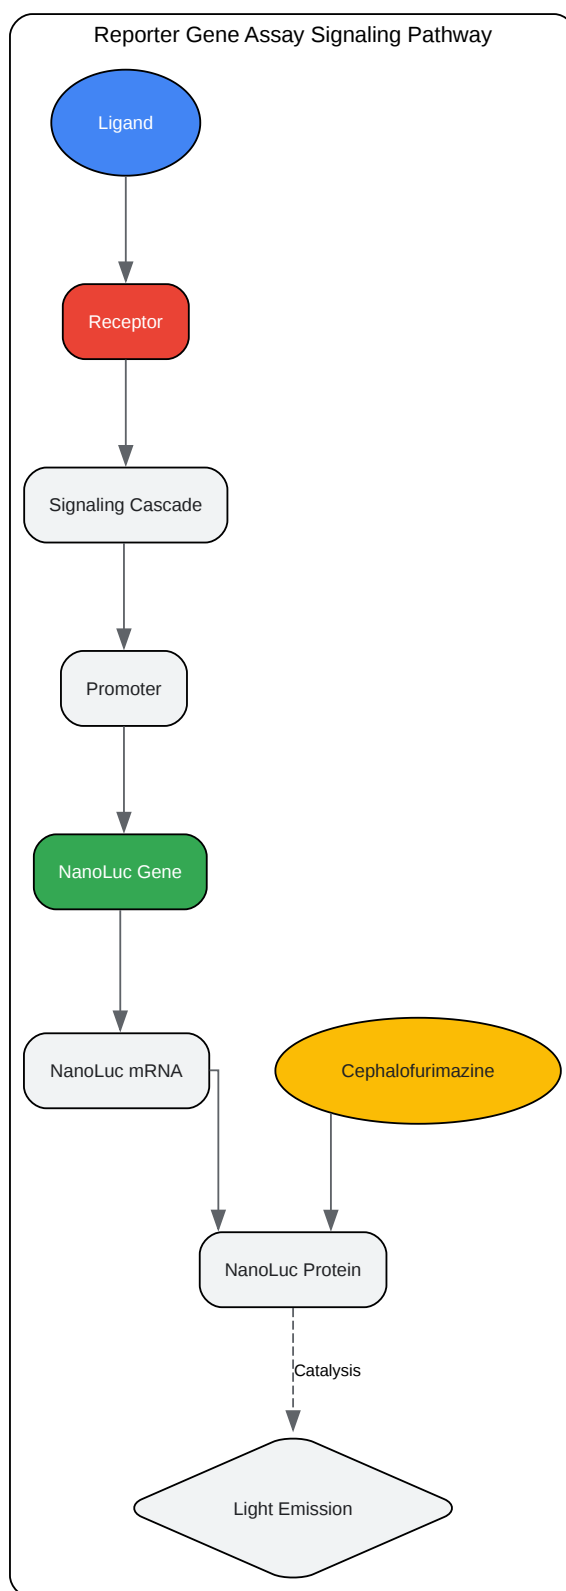 Reporter Gene Assay Signaling Pathway
Ligand
Receptor
Signaling Cascade
Promoter
NanoLuc Gene
NanoLuc mRNA
Cephalofurimazine
NanoLuc Protein
Catalysis
Light Emission